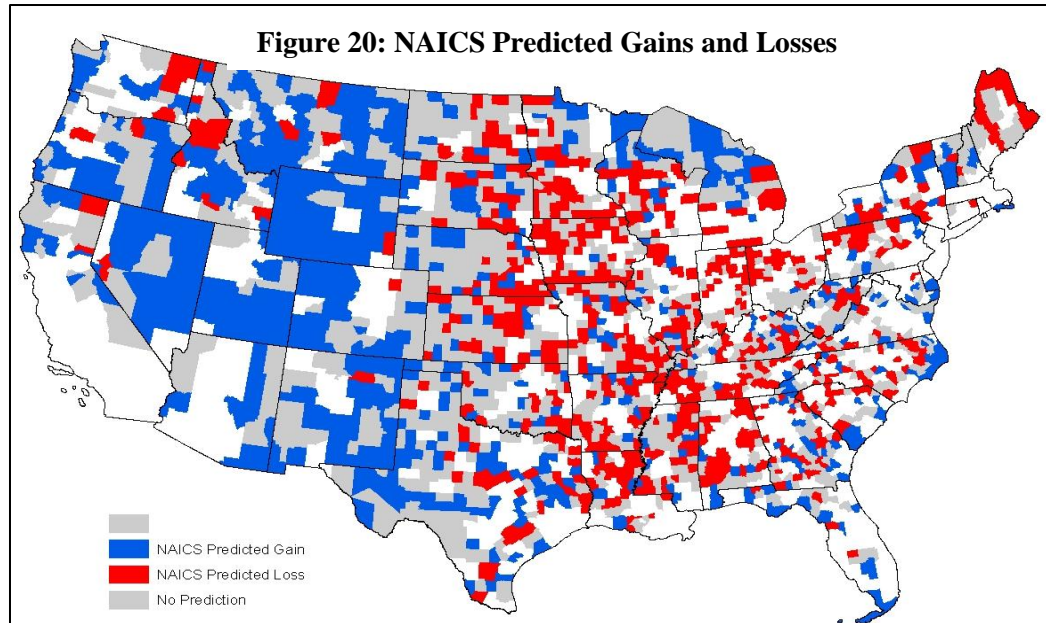 Figure 20: NAICS Predicted Gains and Losses
NAICS Predicted Gain
NAICS Predicted Loss
No Prediction